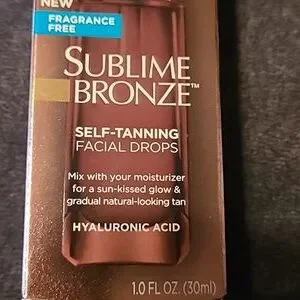 NEW
FRAGRANCE
FREE
SUBLIME
BRONZE™
SELF-TANNING
FACIAL DROPS
Mix with your moisturizer
for a sun-kissed glow &
gradual natural-looking tan
HYALURONIC ACID
1.0 FL OZ. (30ml)